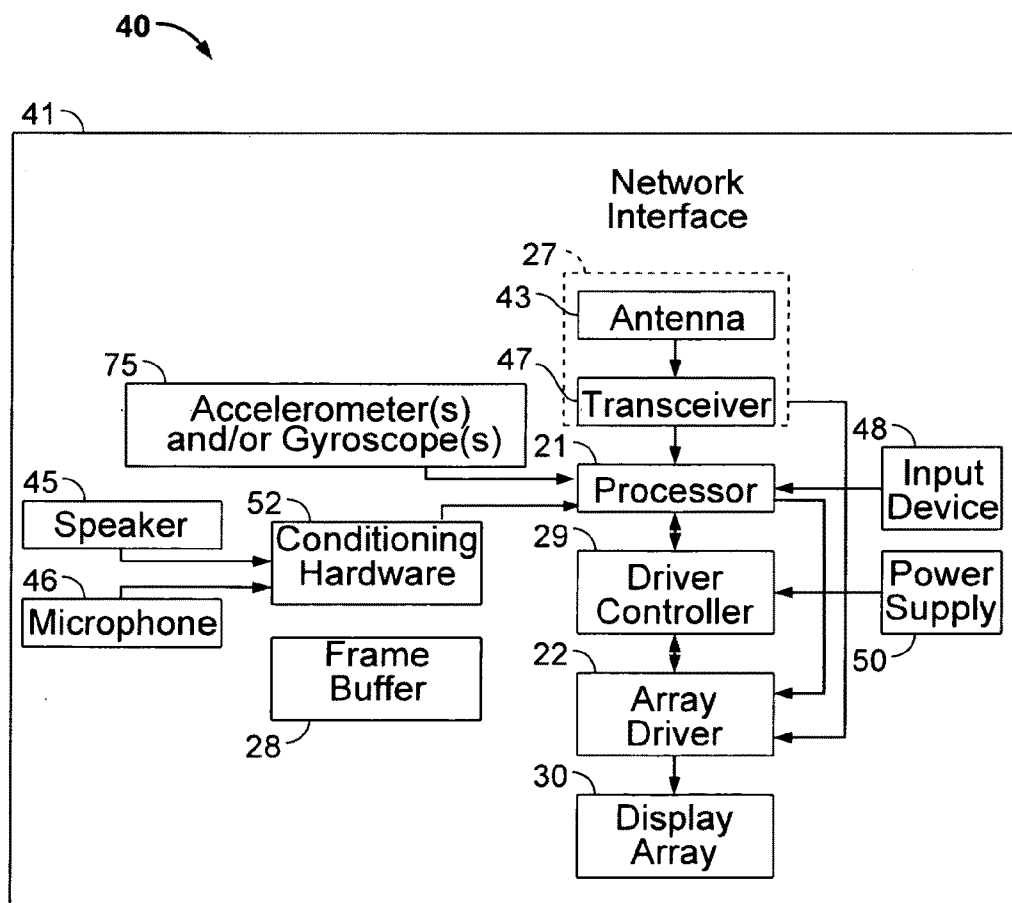 40
41
Network
Interface
27
43
Antenna
75
47
Accelerometer(s)
and/or Gyroscope(s)
Transceiver
21
48
Processor
Input
Device
45
Speaker
52
Conditioning
Hardware
29
Driver
Controller
Power
Supply
46
Microphone
50
Frame
Buffer
28
22
Array
Driver
30
Display
Array